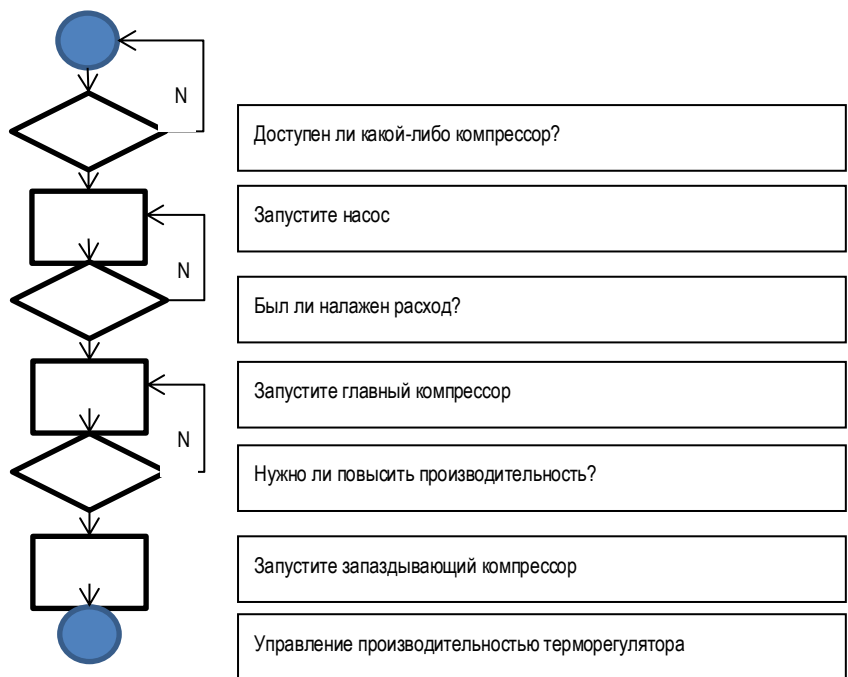 N
Доступен ли какой-либо компрессор?
Запустите насос
N
Был ли налажен расход?
Запустите главный компрессор
N
Нужно ли повысить производительность?
Запустите запаздывающий компрессор
Управление производительностью терморегулятора